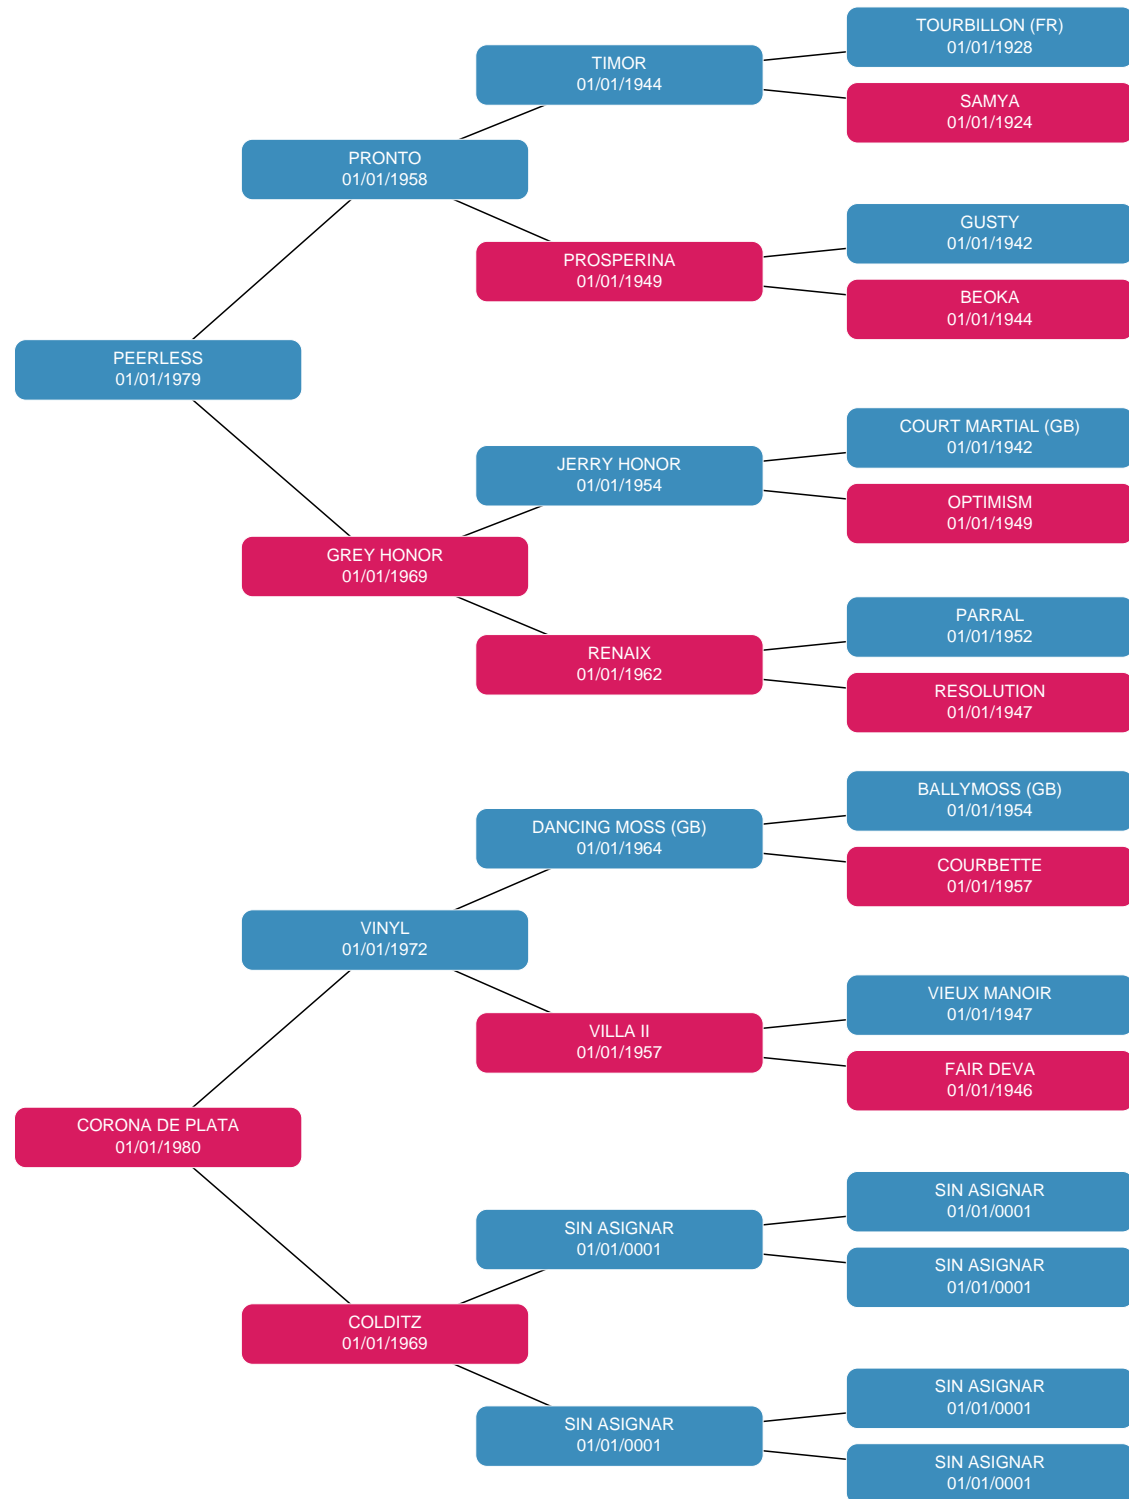 TOURBILLON (FR)
01/01/1928
TIMOR
01/01/1944
SAMYA
01/01/1924
PRONTO
01/01/1958
GUSTY
01/01/1942
PROSPERINA
01/01/1949
BEOKA
01/01/1944
PEERLESS
01/01/1979
COURT MARTIAL (GB)
01/01/1942
JERRY HONOR
01/01/1954
OPTIMISM
01/01/1949
GREY HONOR
01/01/1969
PARRAL
01/01/1952
RENAIX
01/01/1962
RESOLUTION
01/01/1947
BALLYMOSS (GB)
01/01/1954
DANCING MOSS (GB)
01/01/1964
COURBETTE
01/01/1957
VINYL
01/01/1972
VIEUX MANOIR
01/01/1947
VILLA II
01/01/1957
FAIR DEVA
01/01/1946
CORONA DE PLATA
01/01/1980
SIN ASIGNAR
01/01/0001
SIN ASIGNAR
01/01/0001
SIN ASIGNAR
01/01/0001
COLDITZ
01/01/1969
SIN ASIGNAR
01/01/0001
SIN ASIGNAR
01/01/0001
SIN ASIGNAR
01/01/0001